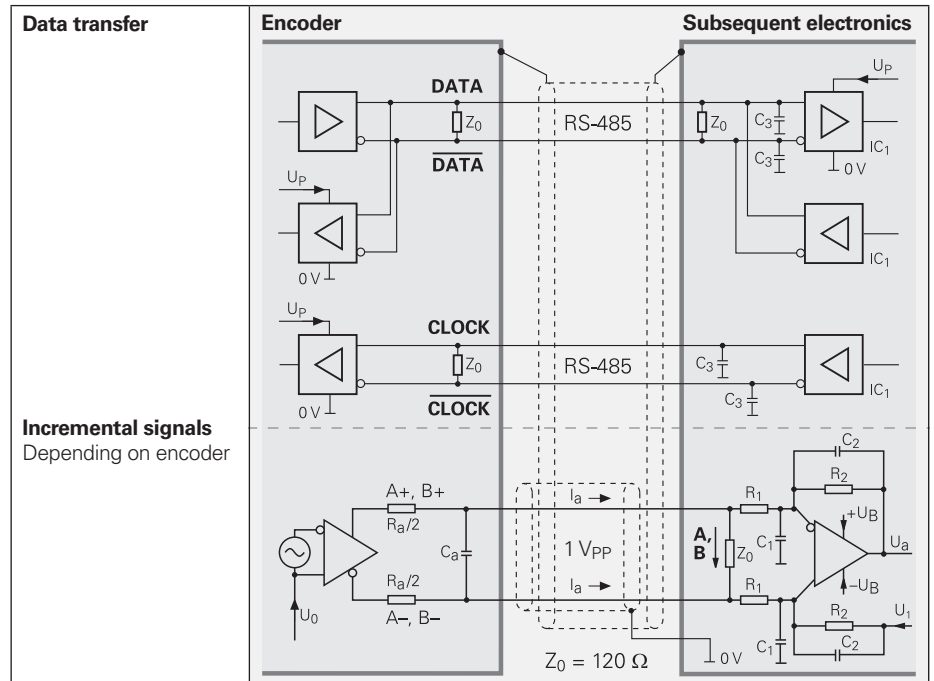 Data transfer
Encoder
Subsequent electronics
UP
DATA
Z0
RS-485
Z0
C3
C3
IC1
0 V
DATA
UP
0 V
IC1
UP
CLOCK
Z0
RS-485
C3
C3
IC1
0 V
CLOCK
Incremental signals
Depending on encoder
C2
R2
A+, B+
Ra/2
Ia
R1
+UB
Ca
1 VPP
A,
B
Z0
C1
Ua
Ra/2
Ia
R1
–UB
A–, B–
U0
R2
U1
C1
C2
Z0 = 120 Ω
0 V